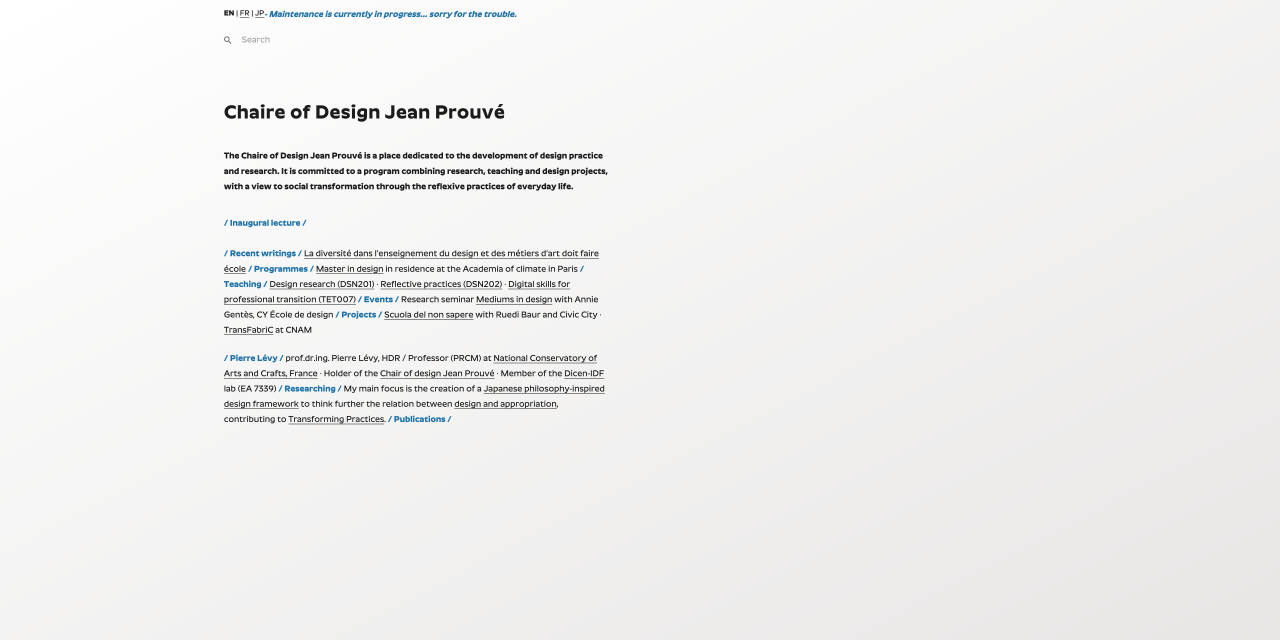 EN | FR | JP - Maintenance is currently in progress... sorry for the trouble.
Search
Chaire of Design Jean Prouvé
The Chaire of Design Jean Prouvé is a place dedicated to the development of design practice
and research. It is committed to a program combining research, teaching and design projects,
with a view to social transformation through the reflexive practices of everyday life.
/ Inaugural lecture /
/ Recent writings / La diversité dans l'enseignement du design et des métiers d'art doit faire
école / Programmes / Master in design in residence at the Academia of climate in Paris /
Teaching / Design research (DSN201) · Reflective practices (DSN202) · Digital skills for
professional transition (TET007) / Events / Research seminar Mediums in design with Annie
Gentès, CY École de design / Projects / Scuola del non sapere with Ruedi Baur and Civic City ·
TransFabriC at CNAM
/ Pierre Lévy / prof.dr.ing. Pierre Lévy, HDR / Professor (PRCM) at National Conservatory of
Arts and Crafts, France · Holder of the Chair of design Jean Prouvé · Member of the Dicen-IDF
lab (EA 7339) / Researching / My main focus is the creation of a Japanese philosophy-inspired
design framework to think further the relation between design and appropriation,
contributing to Transforming Practices. / Publications /